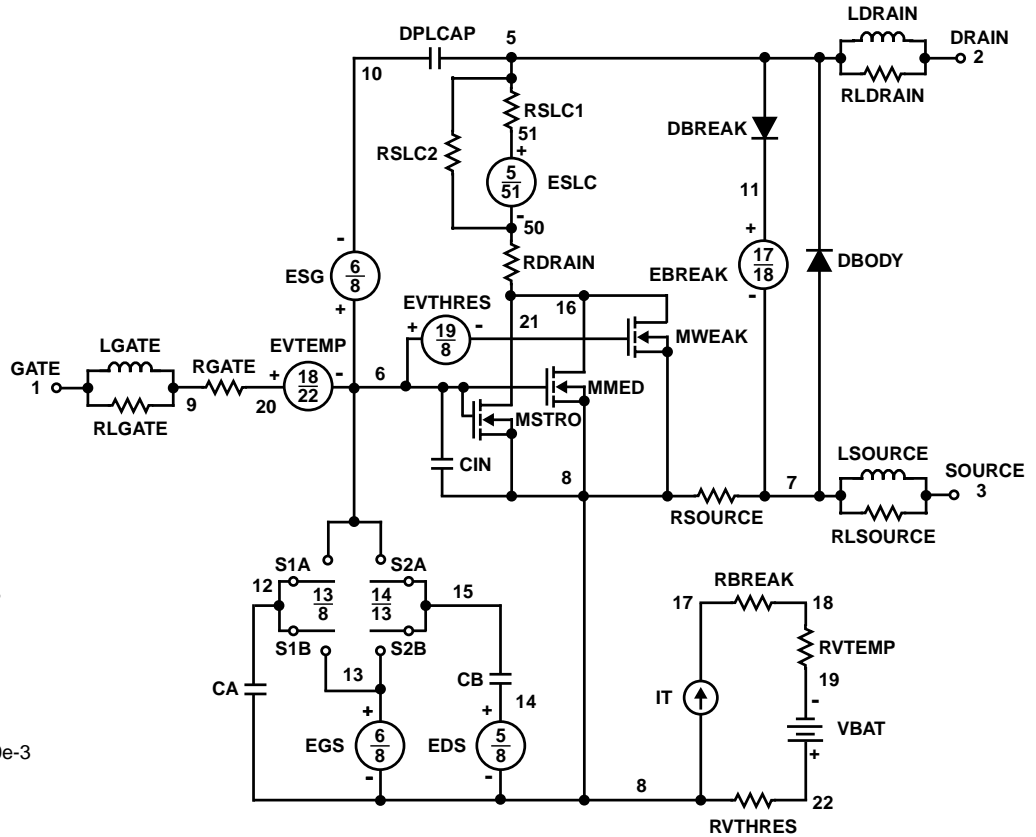 LDRAIN
DPLCAP
5
DRAIN
2
10
RLDRAIN
RSLC1
51
DBREAK
RSLC2
+
5
51
ESLC
11
-
50
+
-
17
18
ESG
6
8
RDRAIN
EBREAK
DBODY
+
EVTHRES
16
-
+
19
8
-
21
MWEAK
LGATE
EVTEMP
GATE
1
RGATE
+
18
22
-
6
MMED
9
20
MSTRO
RLGATE
LSOURCE
CIN
8
7
SOURCE
3
RSOURCE
RLSOURCE
S1A
S2A
12
13
8
14
13
15
RBREAK
17
18
S1B
S2B
RVTEMP
13
CB
19
CA
14
IT
-
VBAT
+
+
EGS
6
8
EDS
5
8
+
0e-3
-
-
8
22
RVTHRES